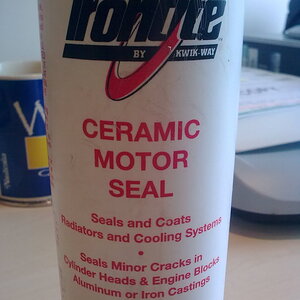 Irontite
BY KWIK-WAY
CERAMIC
MOTOR
SEAL
Seals and Coats
Radiators and Cooling Systems
•
Seals Minor Cracks in
Cylinder Heads & Engine Blocks
Aluminum or Iron Castings
W